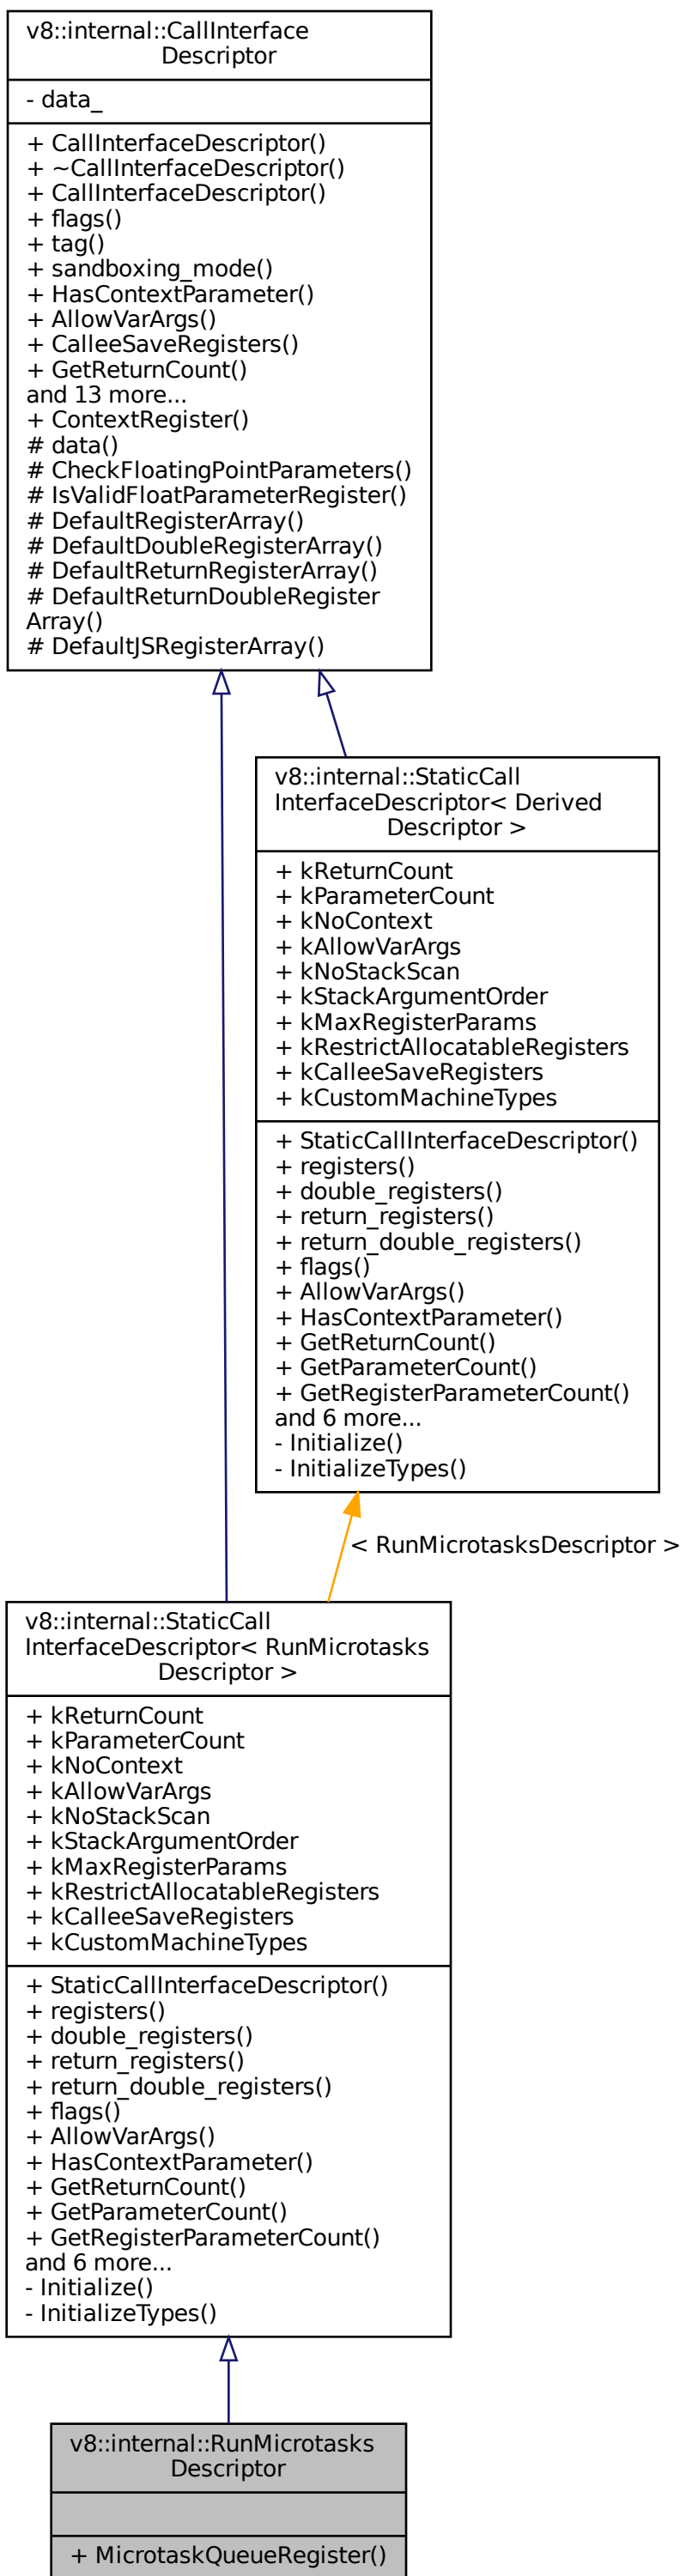 v8::internal::CallInterface
Descriptor
- data_
+ CallInterfaceDescriptor()
+ ~CallInterfaceDescriptor()
+ CallInterfaceDescriptor()
+ flags()
+ tag()
+ sandboxing_mode()
+ HasContextParameter()
+ AllowVarArgs()
+ CalleeSaveRegisters()
+ GetReturnCount()
and 13 more...
+ ContextRegister()
# data()
# CheckFloatingPointParameters()
# IsValidFloatParameterRegister()
# DefaultRegisterArray()
# DefaultDoubleRegisterArray()
# DefaultReturnRegisterArray()
# DefaultReturnDoubleRegister
Array()
# DefaultJSRegisterArray()
v8::internal::StaticCall
InterfaceDescriptor< Derived
Descriptor >
+ kReturnCount
+ kParameterCount
+ kNoContext
+ kAllowVarArgs
+ kNoStackScan
+ kStackArgumentOrder
+ kMaxRegisterParams
+ kRestrictAllocatableRegisters
+ kCalleeSaveRegisters
+ kCustomMachineTypes
+ StaticCallInterfaceDescriptor()
+ registers()
+ double_registers()
+ return_registers()
+ return_double_registers()
+ flags()
+ AllowVarArgs()
+ HasContextParameter()
+ GetReturnCount()
+ GetParameterCount()
+ GetRegisterParameterCount()
and 6 more...
- Initialize()
- InitializeTypes()
< RunMicrotasksDescriptor >
v8::internal::StaticCall
InterfaceDescriptor< RunMicrotasks
Descriptor >
+ kReturnCount
+ kParameterCount
+ kNoContext
+ kAllowVarArgs
+ kNoStackScan
+ kStackArgumentOrder
+ kMaxRegisterParams
+ kRestrictAllocatableRegisters
+ kCalleeSaveRegisters
+ kCustomMachineTypes
+ StaticCallInterfaceDescriptor()
+ registers()
+ double_registers()
+ return_registers()
+ return_double_registers()
+ flags()
+ AllowVarArgs()
+ HasContextParameter()
+ GetReturnCount()
+ GetParameterCount()
+ GetRegisterParameterCount()
and 6 more...
- Initialize()
- InitializeTypes()
v8::internal::RunMicrotasks
Descriptor
+ MicrotaskQueueRegister()